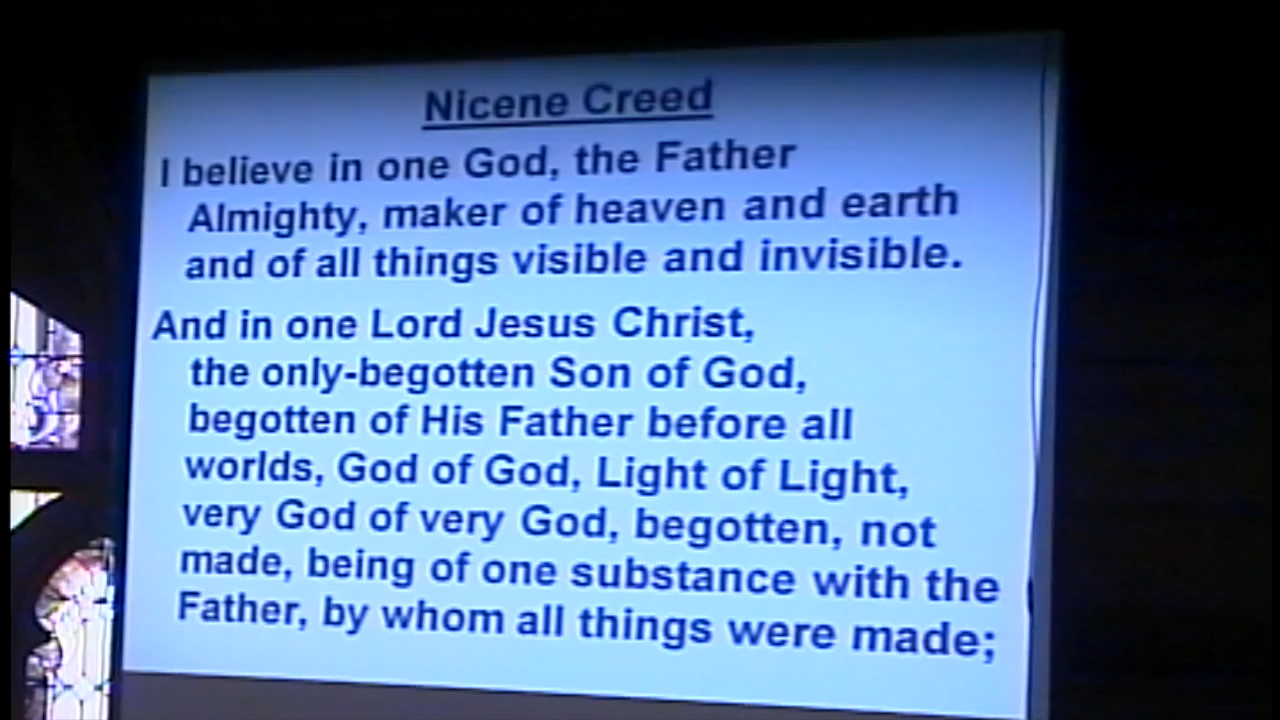 Nicene Creed
I believe in one God, the Father
Almighty, maker of heaven and earth
and of all things visible and invisible.
And in one Lord Jesus Christ,
the only-begotten Son of God,
begotten of His Father before all
worlds, God of God, Light of Light,
very God of very God, begotten, not
made, being of one substance with the
Father, by whom all things were made;